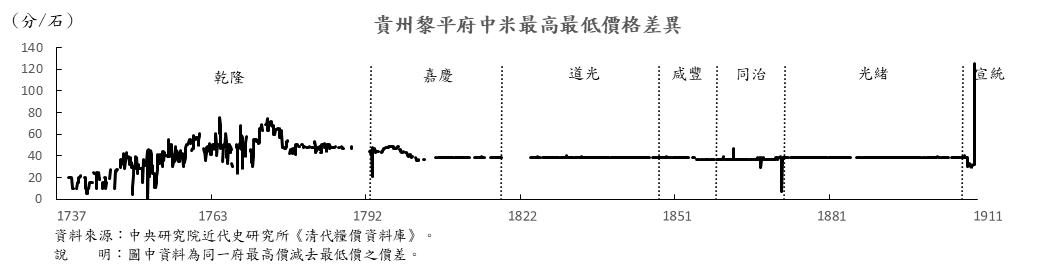 (分/石)
貴州黎平府中米最高最低價格差異
140
120
100
80
60
40
20
0
乾隆
嘉慶
道光
咸豐
同治
光緒
宣統
1737
1763
1792
1822
1851
1881
1911
資料來源：中央研究院近代史研究所《清代糧價資料庫》。
說　　明：圖中資料為同一府最高價減去最低價之價差。